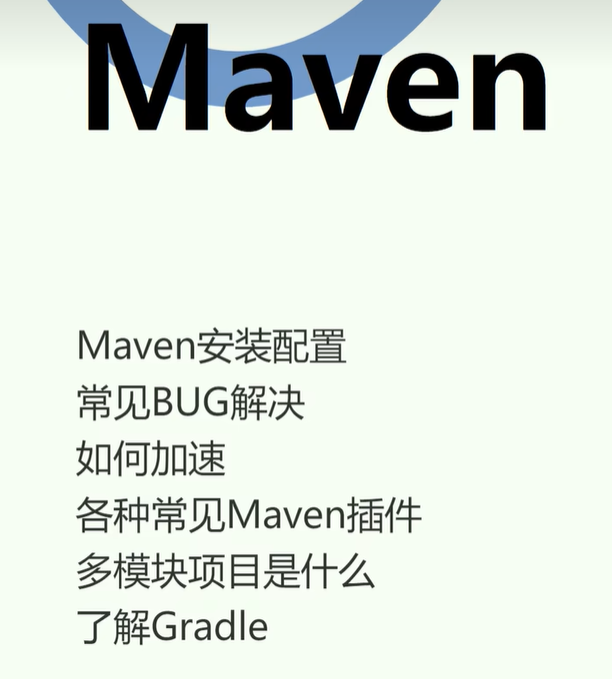 Maven
Maven安装配置
常见BUG解决
如何加速
各种常见Maven插件
多模块项目是什么
了解Gradle